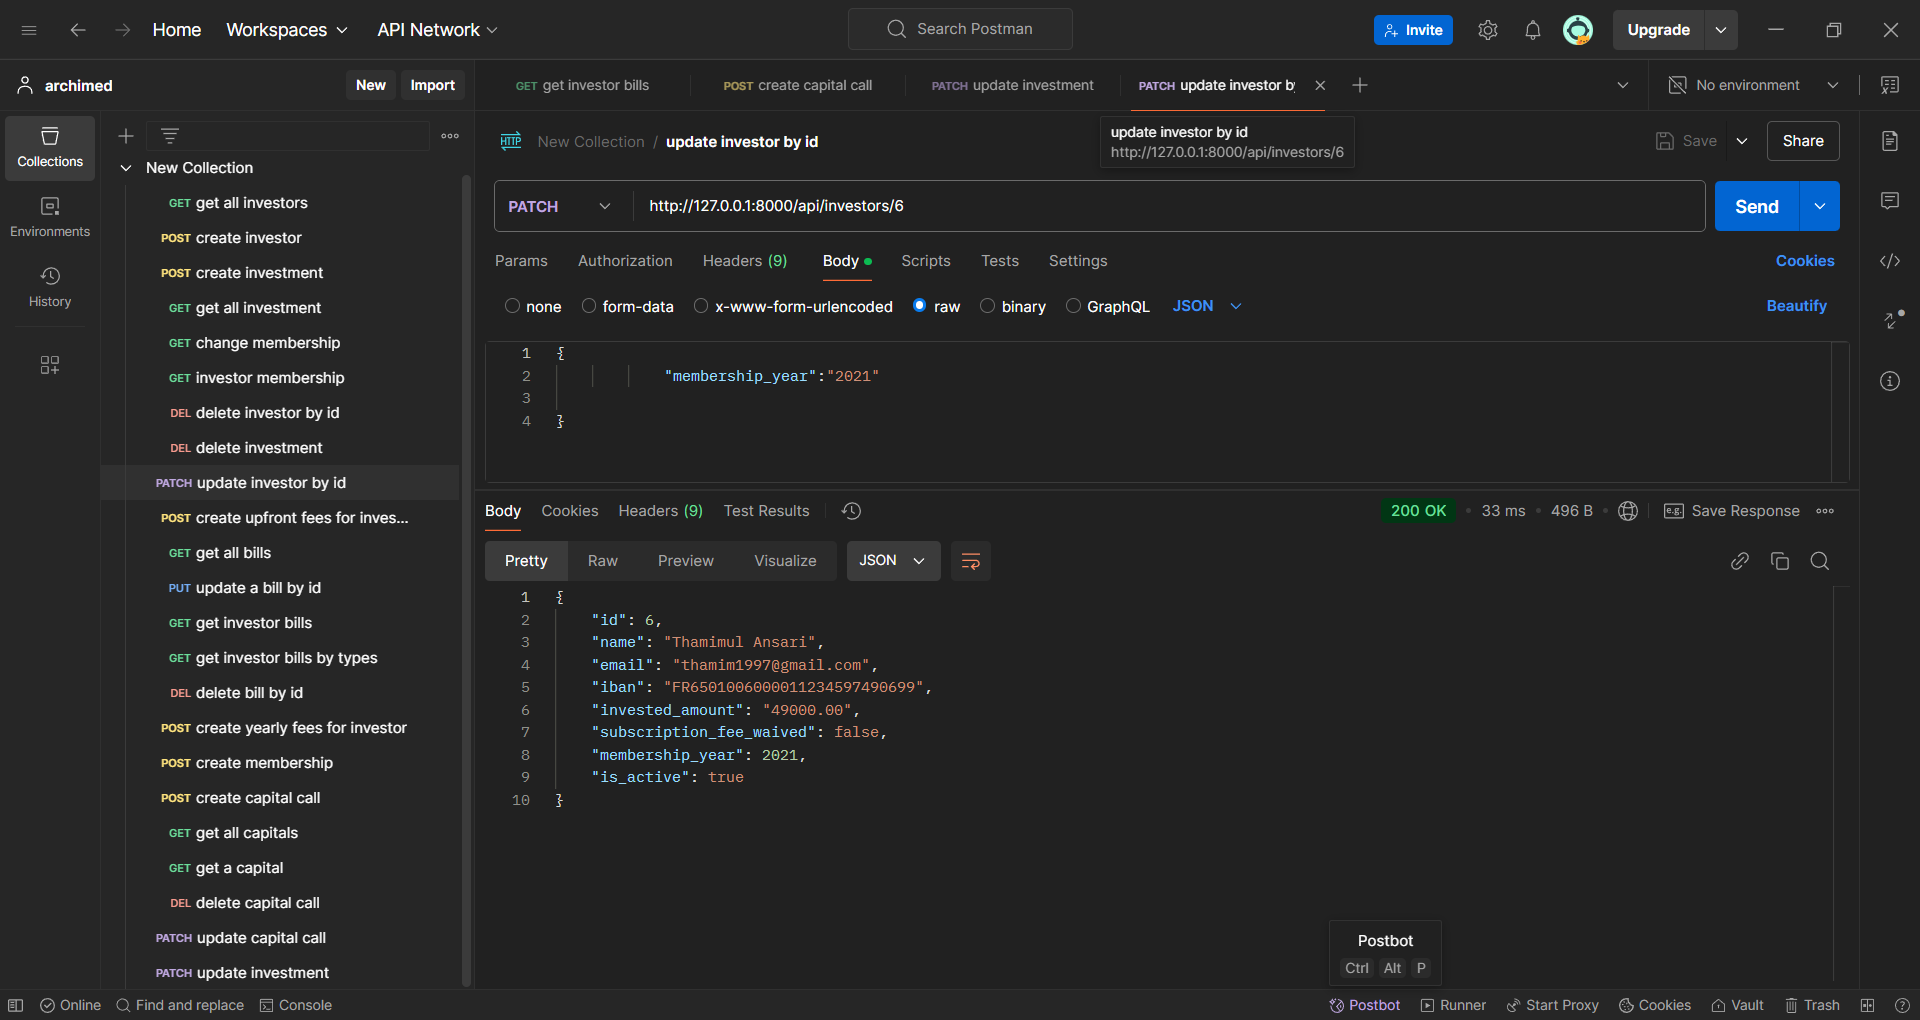 Home Workspaces API Network Search Postman Invite Upgrade
archimed New Import GET get investor bills POST create capital call PATCH update investment PATCH update investor b No environment
New Collection / update investor by id Save Share
update investor by id
http://127.0.0.1:8000/api/investors/6
Collections
Environments
History
New Collection
GET get all investors
POST create investor
POST create investment
GET get all investment
GET change membership
GET investor membership
DEL delete investor by id
DEL delete investment
PATCH update investor by id
POST create upfront fees for inves...
GET get all bills
PUT update a bill by id
GET get investor bills
GET get investor bills by types
DEL delete bill by id
POST create yearly fees for investor
POST create membership
POST create capital call
GET get all capitals
GET get a capital
DEL delete capital call
PATCH update capital call
PATCH update investment
HTTP
PATCH http://127.0.0.1:8000/api/investors/6 Send
Params Authorization Headers (9) Body Scripts Tests Settings Cookies
none form-data x-www-form-urlencoded raw binary GraphQL JSON Beautify
1 {
2 "membership_year":"2021"
3
4 }
Body Cookies Headers (9) Test Results 200 OK 33 ms 496 B e.g. Save Response
Pretty Raw Preview Visualize JSON
1 {
2 "id": 6,
3 "name": "Thamimul Ansari",
4 "email": "thamim1997@gmail.com",
5 "iban": "FR6501006000011234597490699",
6 "invested_amount": "49000.00",
7 "subscription_fee_waived": false,
8 "membership_year": 2021,
9 "is_active": true
10 }
Postbot
Ctrl Alt P
Online Find and replace Console Postbot Runner Start Proxy Cookies Vault Trash